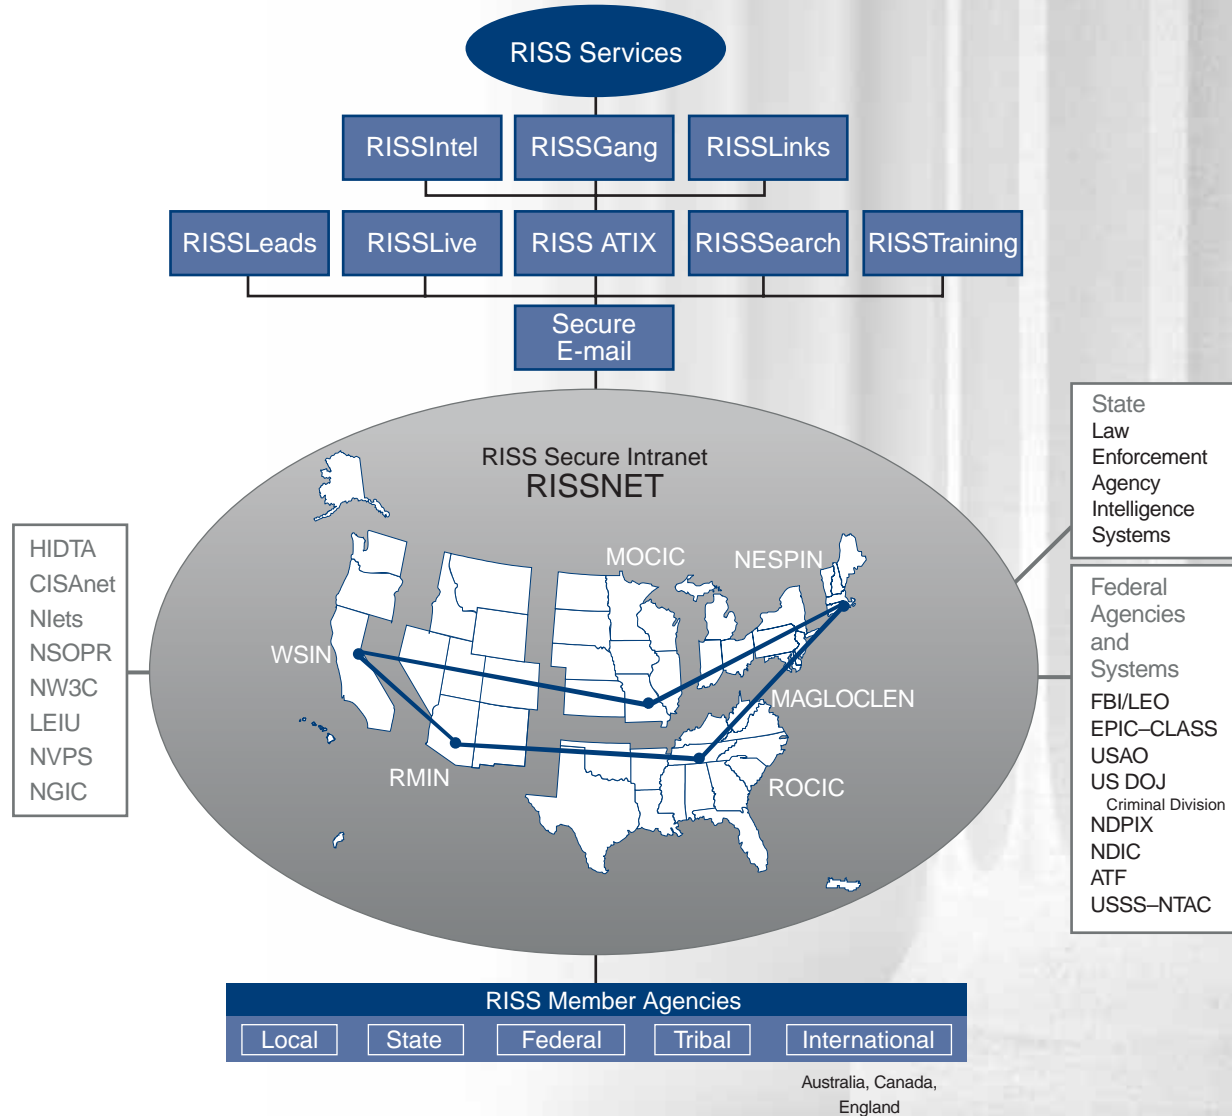 RISS Services
RISSIntel
RISSGang
RISSLinks
RISSLeads
RISSLive
RISS ATIX
RISSSearch
RISSTraining
Secure
E-mail
RISS Secure Intranet
RISSNET
MOCIC
NESPIN
WSIN
MAGLOCLEN
RMIN
ROCIC
HIDTA
CISAnet
Nlets
NSOPR
NW3C
LEIU
NVPS
NGIC
State
Law
Enforcement
Agency
Intelligence
Systems
Federal
Agencies
and
Systems
FBI/LEO
EPIC–CLASS
USAO
US DOJ
Criminal Division
NDPIX
NDIC
ATF
USSS–NTAC
RISS Member Agencies
Local
State
Federal
Tribal
International
Australia, Canada,
England